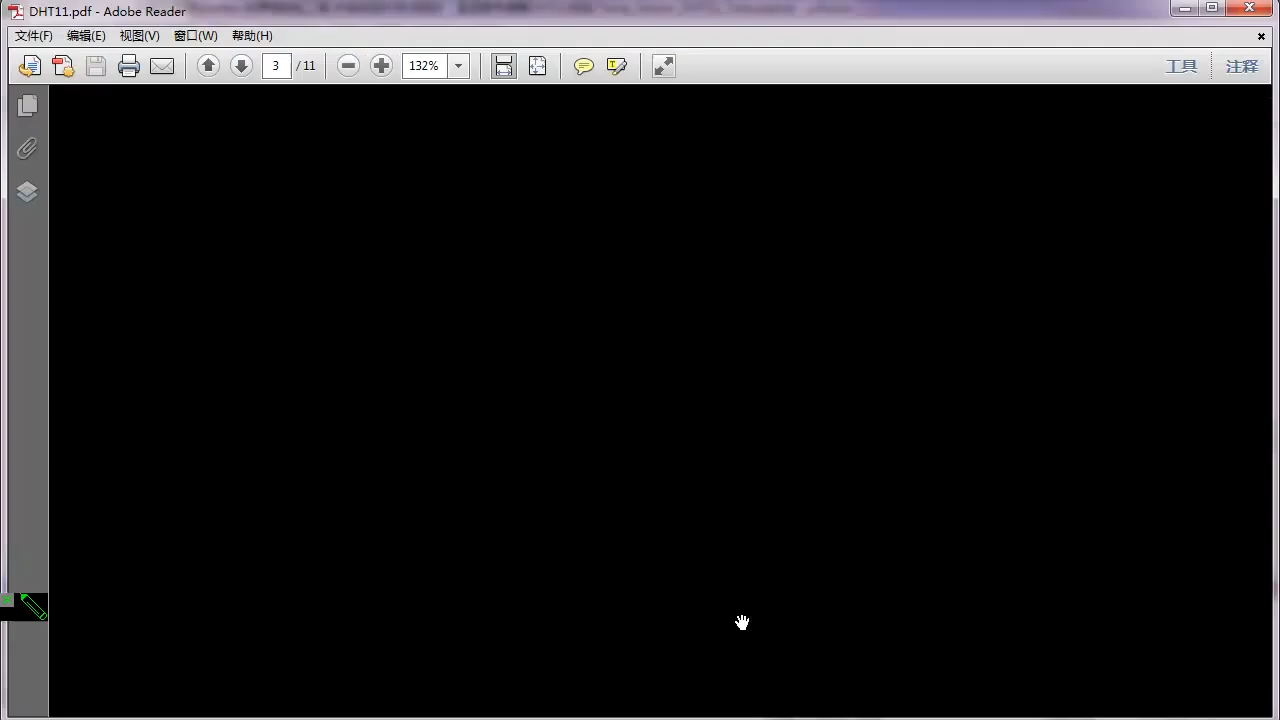 DHT11.pdf - Adobe Reader
文件(F) 编辑(E) 视图(V) 窗口(W) 帮助(H)
3 / 11 132% 工具 注释